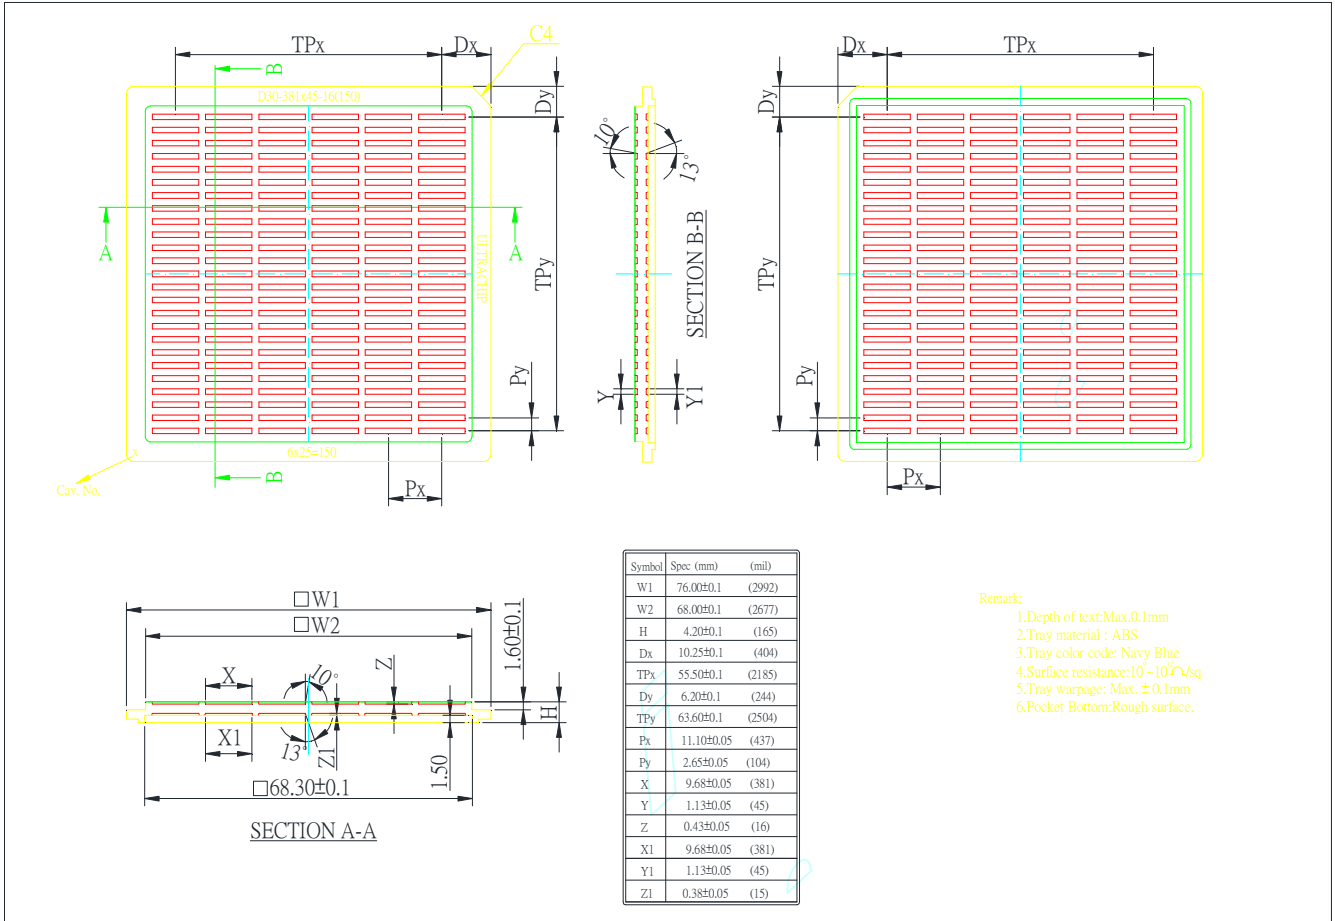 TPx
Dx
C4
B
D30-381x45-16(150)
Dy
A
A
ULTRACHIP
TPy
Py
6x25=150
B
Cav. No.
Px
10°
13°
SECTION B-B
Y
Y1
Dx
TPx
Dy
TPy
Py
Px
□W1
□W2
1.60±0.1
X
10°
Z
H
X1
13°
Z1
1.50
□68.30±0.1
SECTION A-A
Symbol Spec (mm) (mil)
W1 76.00±0.1 (2992)
W2 68.00±0.1 (2677)
H 4.20±0.1 (165)
Dx 10.25±0.1 (404)
TPx 55.50±0.1 (2185)
Dy 6.20±0.1 (244)
TPy 63.60±0.1 (2504)
Px 11.10±0.05 (437)
Py 2.65±0.05 (104)
X 9.68±0.05 (381)
Y 1.13±0.05 (45)
Z 0.43±0.05 (16)
X1 9.68±0.05 (381)
Y1 1.13±0.05 (45)
Z1 0.38±0.05 (15)
Remark:
1.Depth of text:Max.0.1mm
2.Tray material : ABS
3.Tray color code: Navy Blue
4.Surface resistance:
5.Tray warpage: Max. ±0.1mm
6.Pocket Bottom:Rough surface.